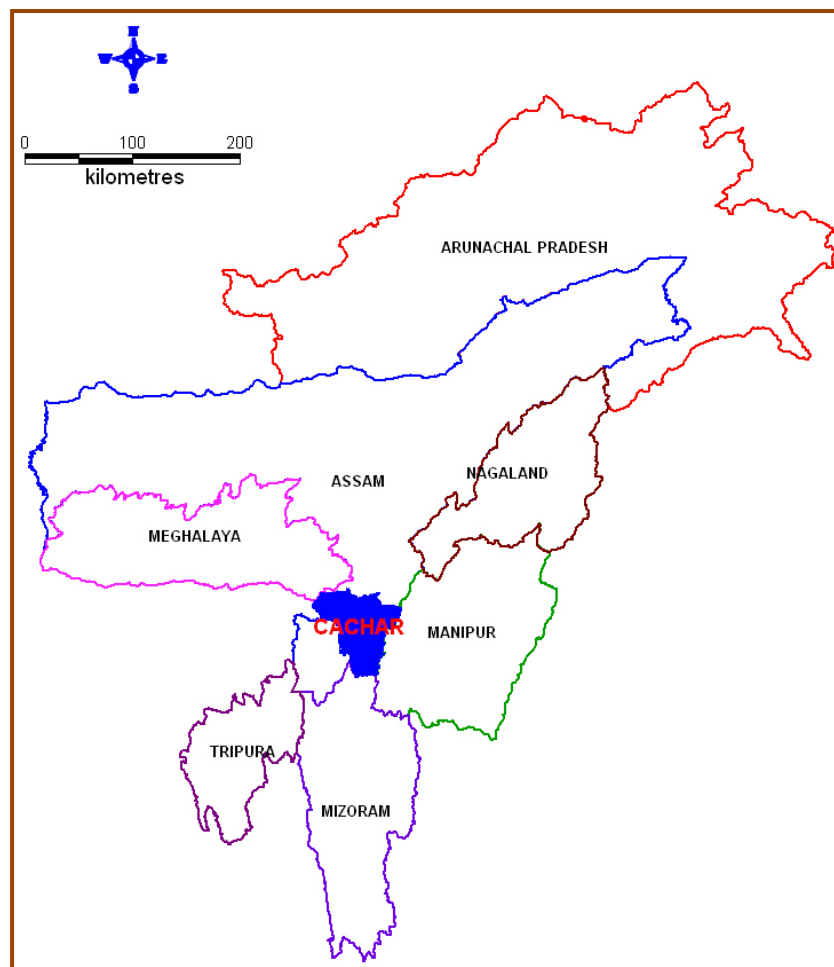 N
W E
S
0 100 200
kilometres
ARUNACHAL PRADESH
NAGALAND
ASSAM
MEGHALAYA
CACHAR
MANIPUR
TRIPURA
MIZORAM